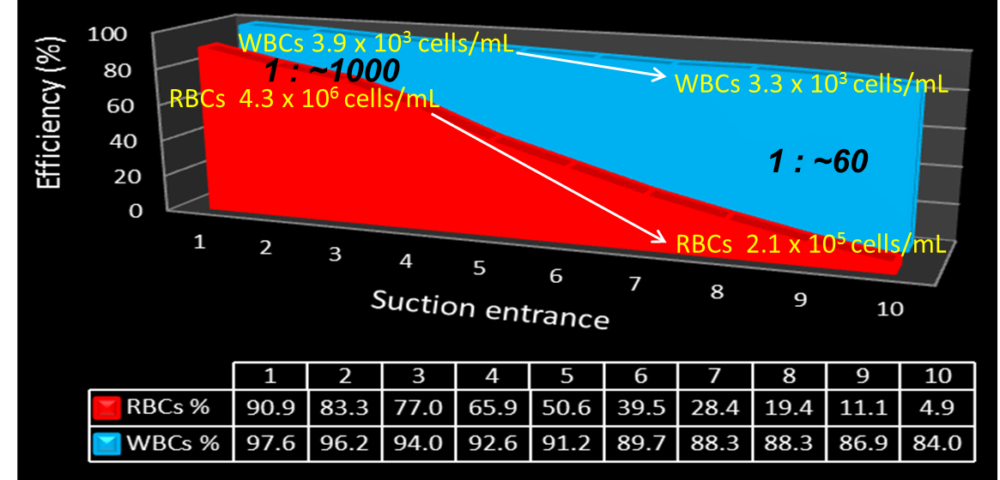 Efficiency (%)
100
80
60
40
20
0
WBCs 3.9 x 10³ cells/mL
1 : ~1000
RBCs 4.3 x 10⁶ cells/mL
WBCs 3.3 x 10³ cells/mL
1 : ~60
RBCs 2.1 x 10⁵ cells/mL
1 2 3 4 5 6 7 8 9 10
Suction entrance
1 2 3 4 5 6 7 8 9 10
RBCs % 90.9 83.3 77.0 65.9 50.6 39.5 28.4 19.4 11.1 4.9
WBCs % 97.6 96.2 94.0 92.6 91.2 89.7 88.3 88.3 86.9 84.0